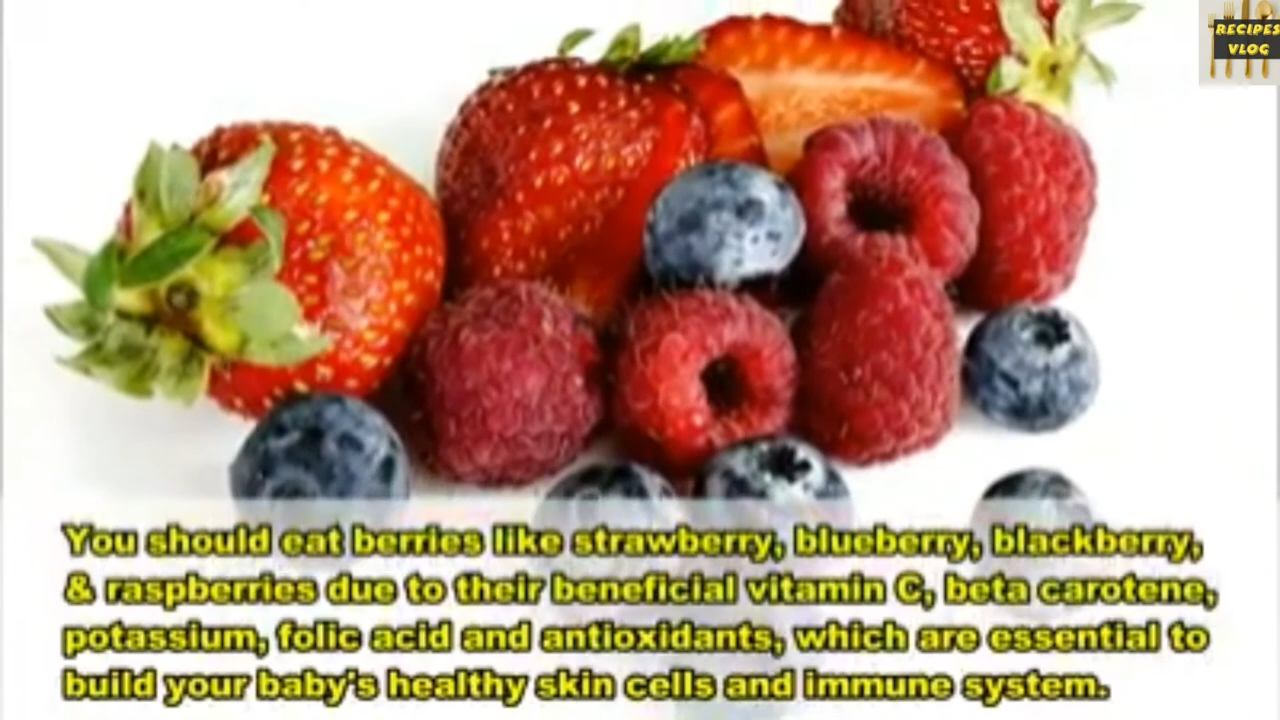 RECIPES
VLOG
You should eat berries like strawberry, blueberry, blackberry,
& raspberries due to their beneficial vitamin C, beta carotene,
potassium, folic acid and antioxidants, which are essential to
build your baby's healthy skin cells and immune system.